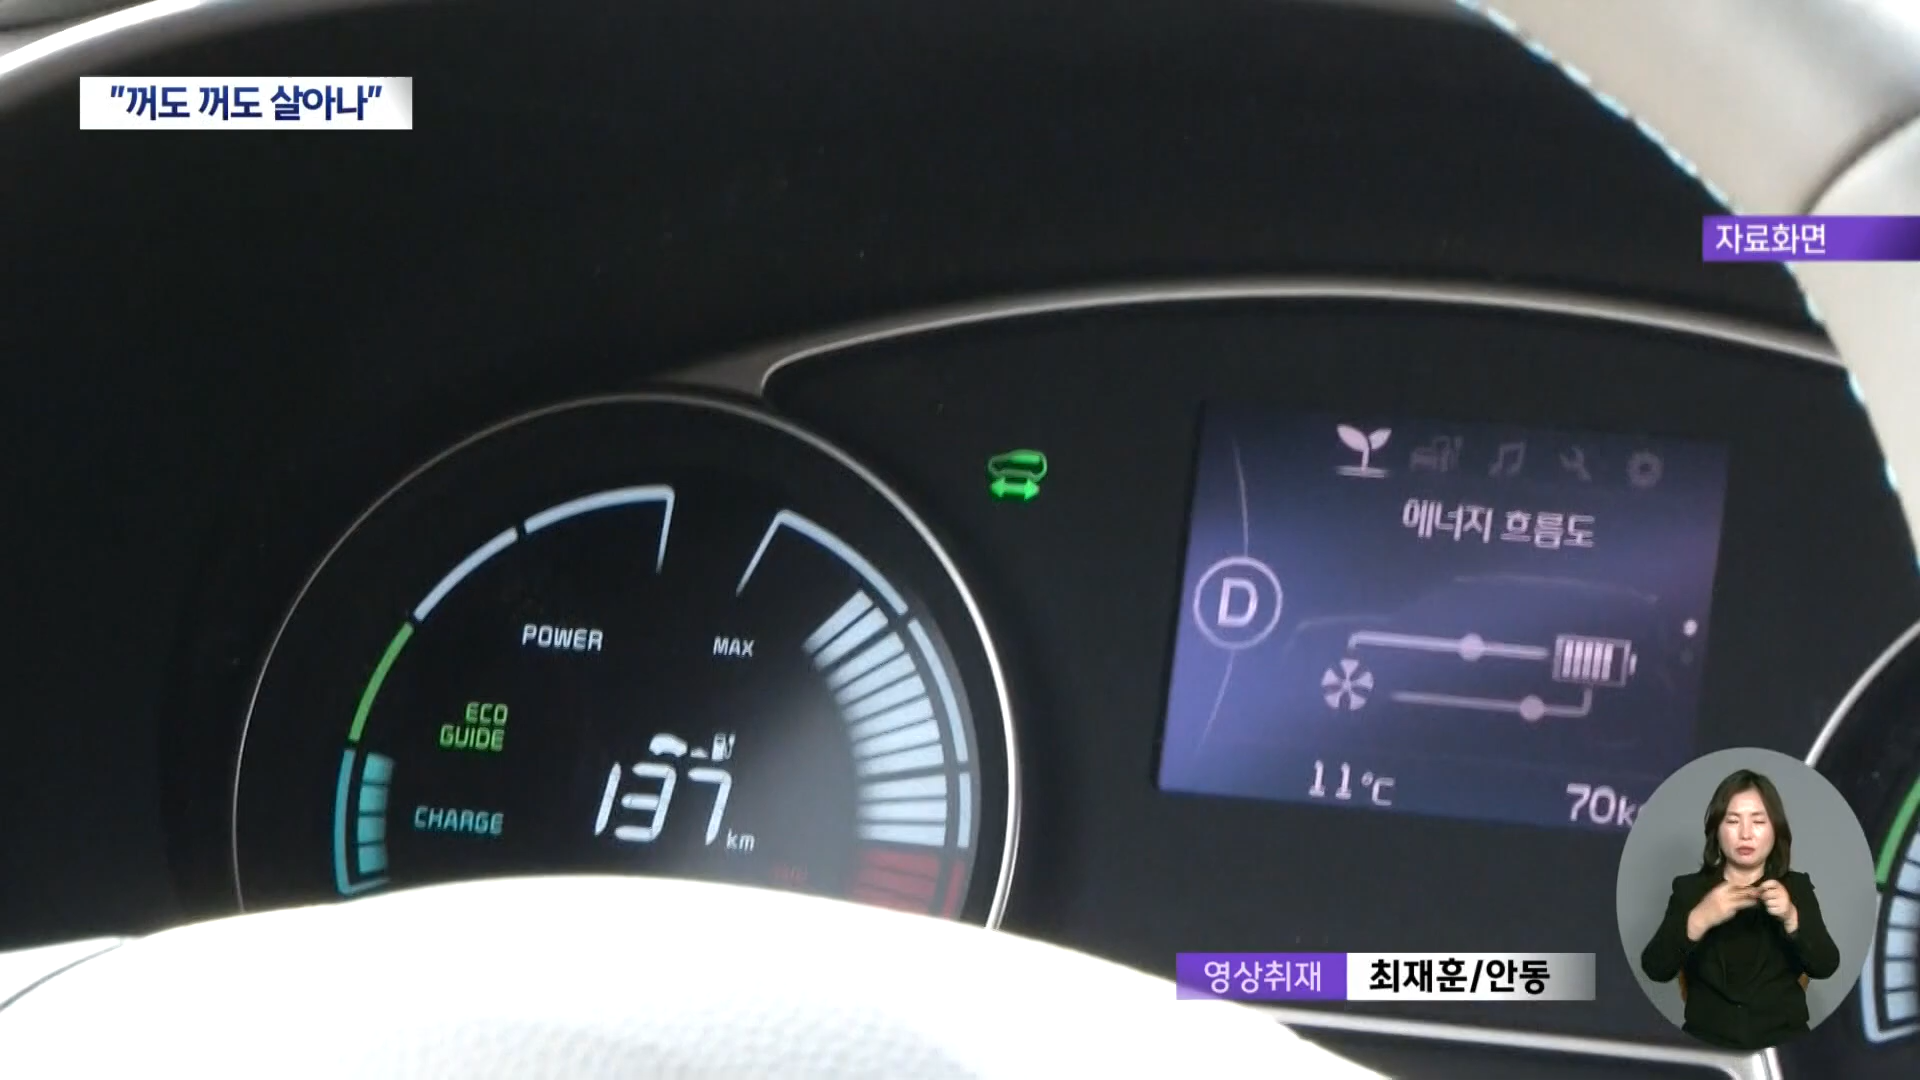 "꺼도 꺼도 살아나"
자료화면
에너지 흐름도
D
POWER
MAX
ECO
GUIDE
137
km
CHARGE
11°C
70k
영상취재 최재훈/안동